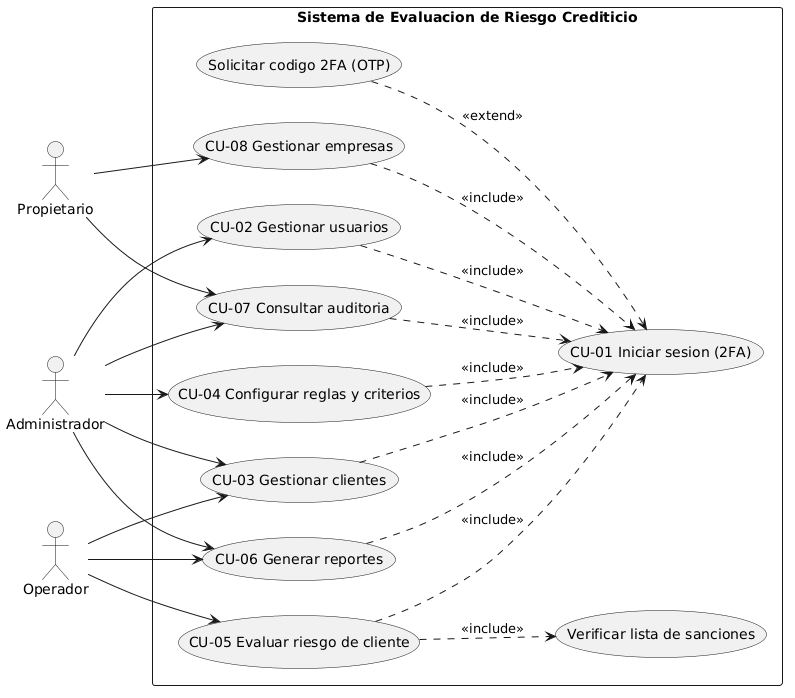 Sistema de Evaluacion de Riesgo Crediticio
Solicitar codigo 2FA (OTP)
«extend»
CU-08 Gestionar empresas
Propietario
«include»
CU-02 Gestionar usuarios
«include»
CU-07 Consultar auditoria
«include»
CU-01 Iniciar sesion (2FA)
«include»
CU-04 Configurar reglas y criterios
«include»
Administrador
CU-03 Gestionar clientes
«include»
CU-06 Generar reportes
«include»
Operador
CU-05 Evaluar riesgo de cliente
«include»
Verificar lista de sanciones